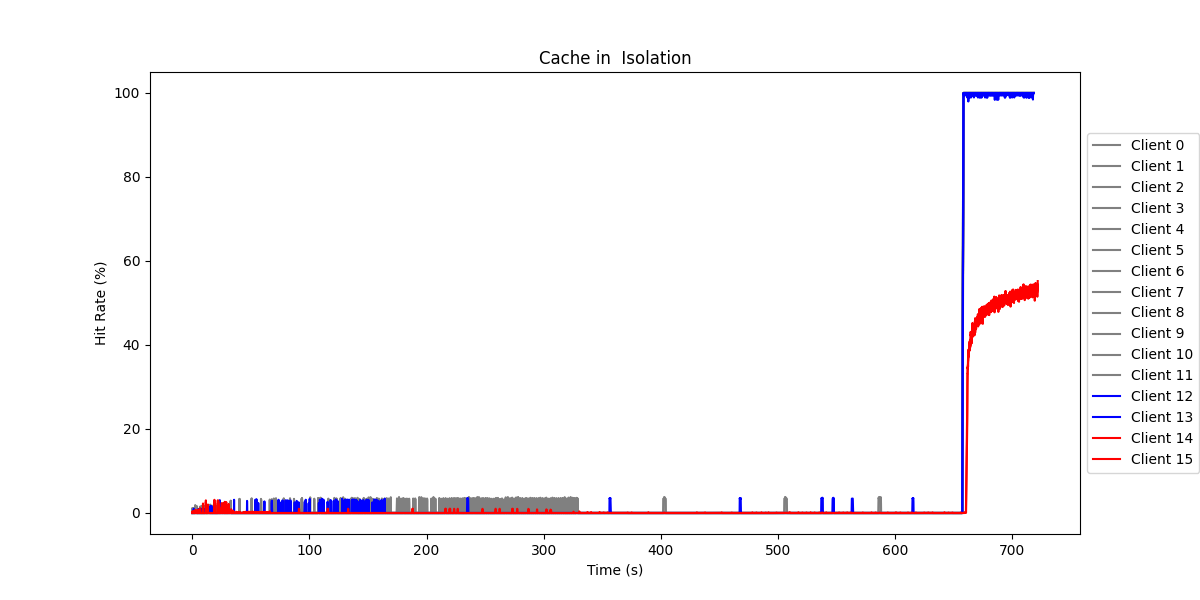 Cache in  Isolation
100
80
60
40
20
0
Hit Rate (%)
0 100 200 300 400 500 600 700
Time (s)
Client 0
Client 1
Client 2
Client 3
Client 4
Client 5
Client 6
Client 7
Client 8
Client 9
Client 10
Client 11
Client 12
Client 13
Client 14
Client 15